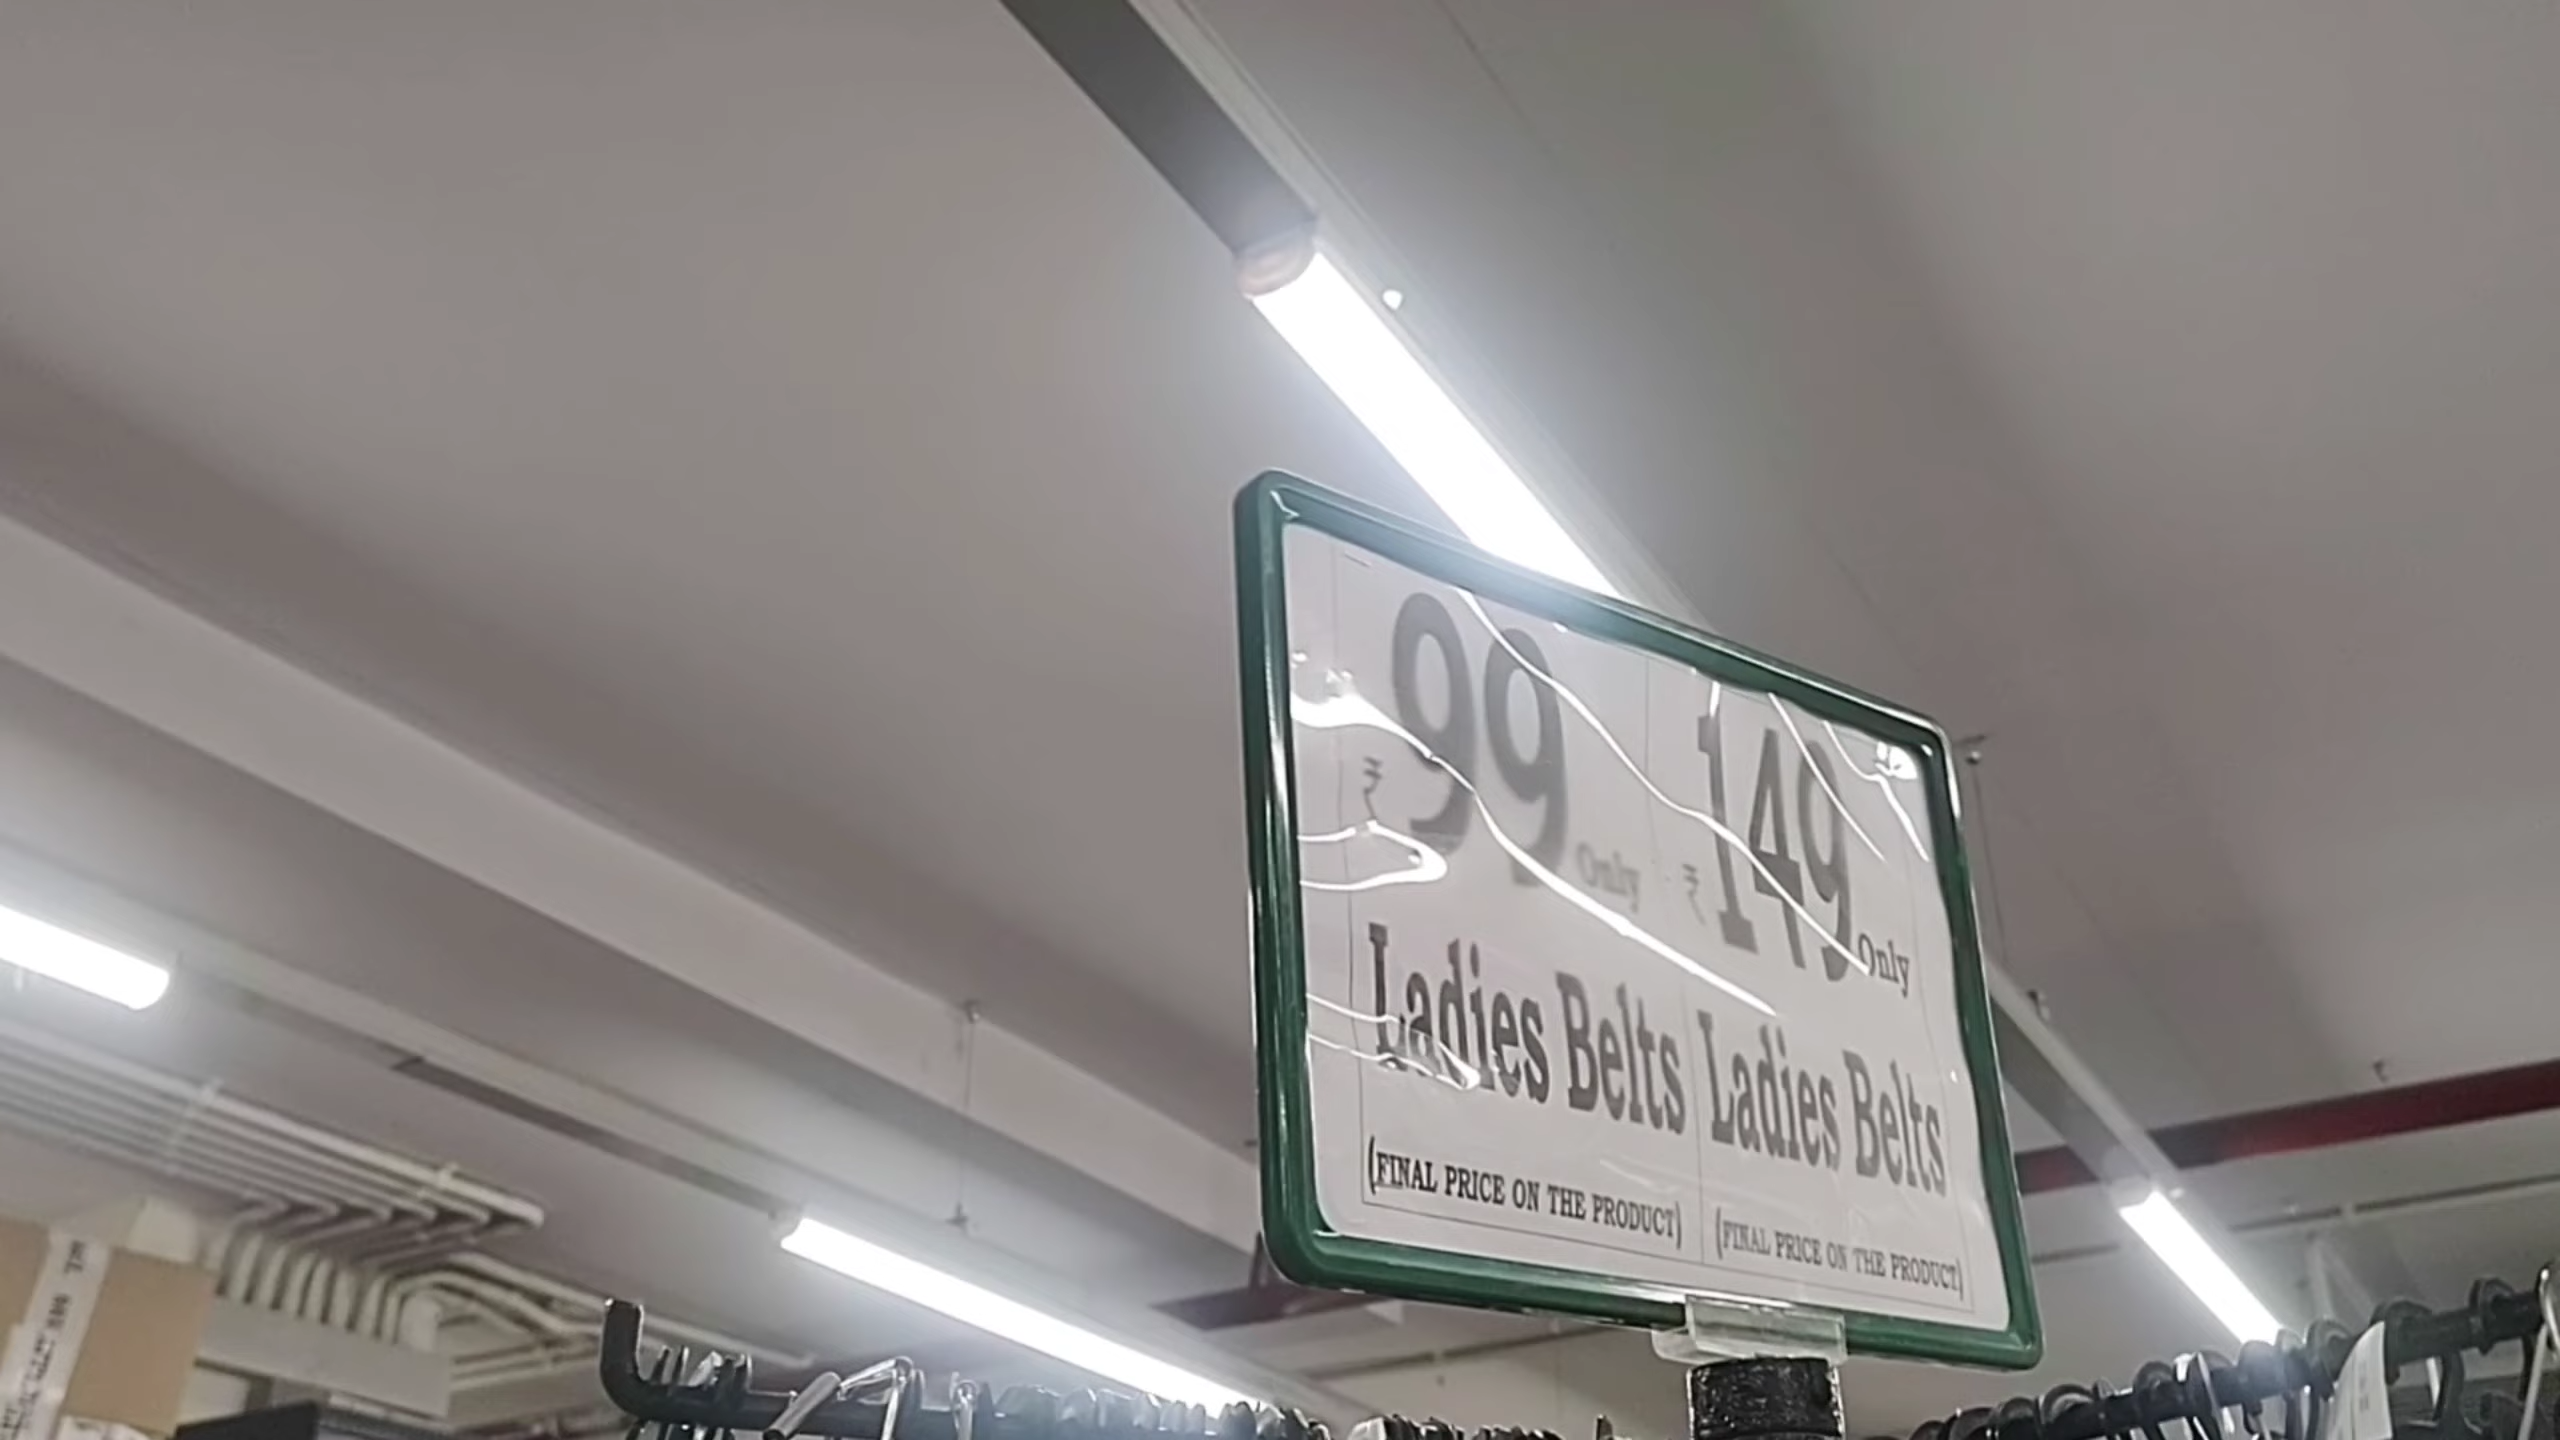 ₹ 99 Only
Ladies Belts
(FINAL PRICE ON THE PRODUCT)
₹ 149 Only
Ladies Belts
(FINAL PRICE ON THE PRODUCT)